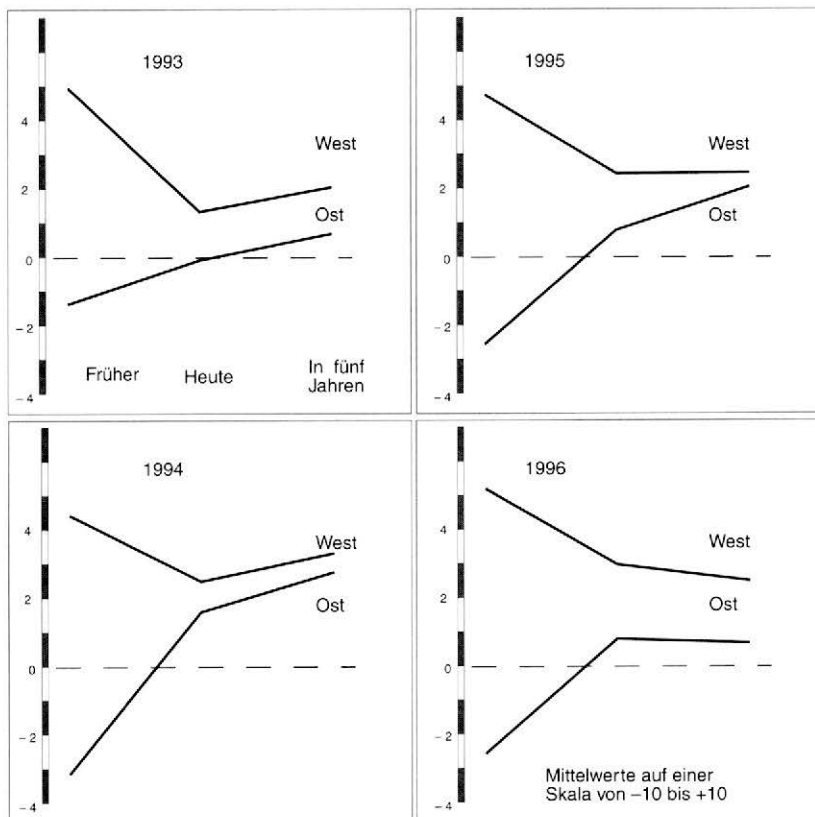 1993
4
West
2
Ost
0
– 2
Früher Heute In fünf
Jahren
– 4
1995
4
West
2
Ost
0
– 2
– 4
1994
4
West
2
Ost
0
– 2
– 4
1996
4
West
2
Ost
0
– 2
Mittelwerte auf einer
Skala von –10 bis +10
– 4